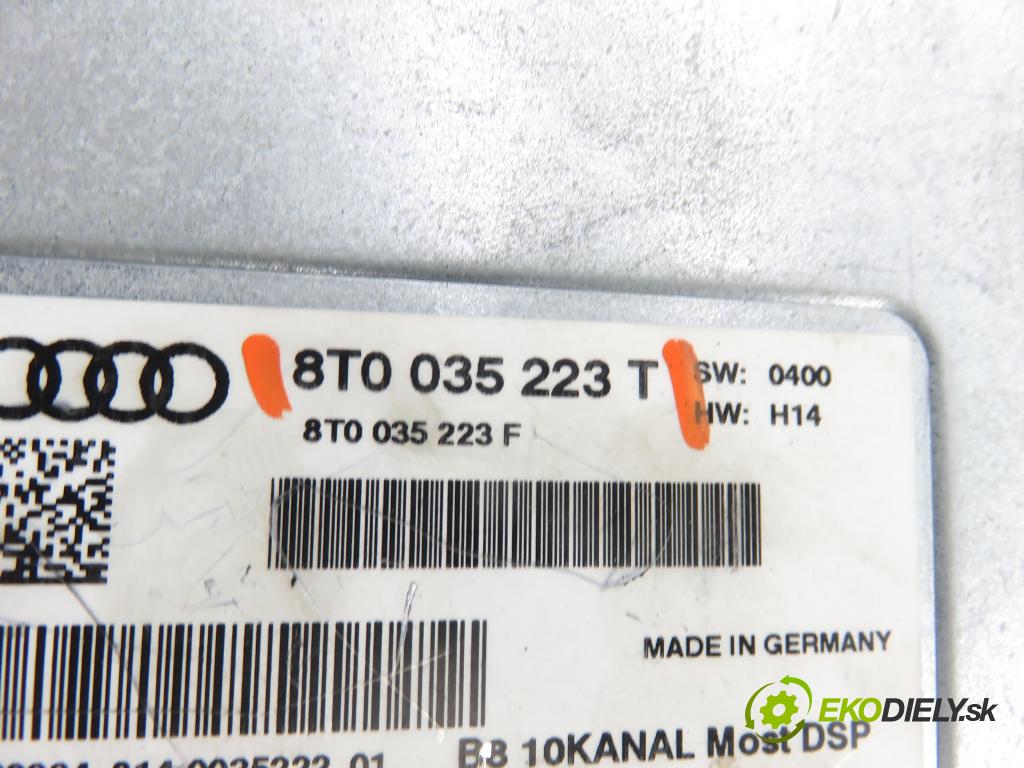 8T0 035 223 T SW: 0400
8T0 035 223 F HW: H14
MADE IN GERMANY
B8 10KANAL Most DSP
EKODIELY.sk